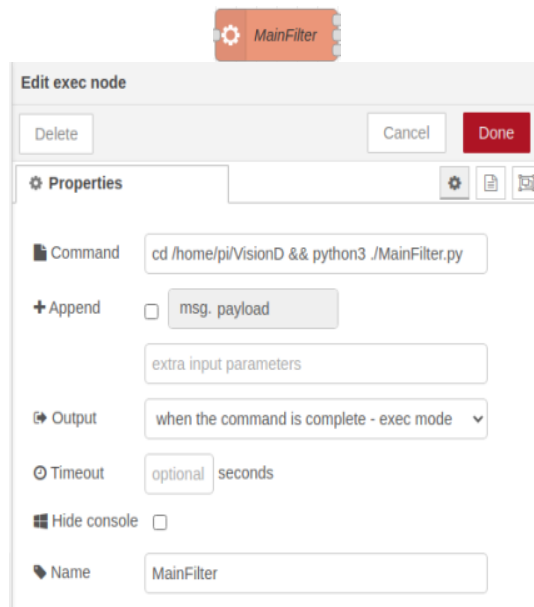 MainFilter
Edit exec node
Delete Cancel Done
Properties
Command cd /home/pi/VisionD && python3 ./MainFilter.py
Append msg. payload
extra input parameters
Output when the command is complete - exec mode
Timeout optional seconds
Hide console
Name MainFilter